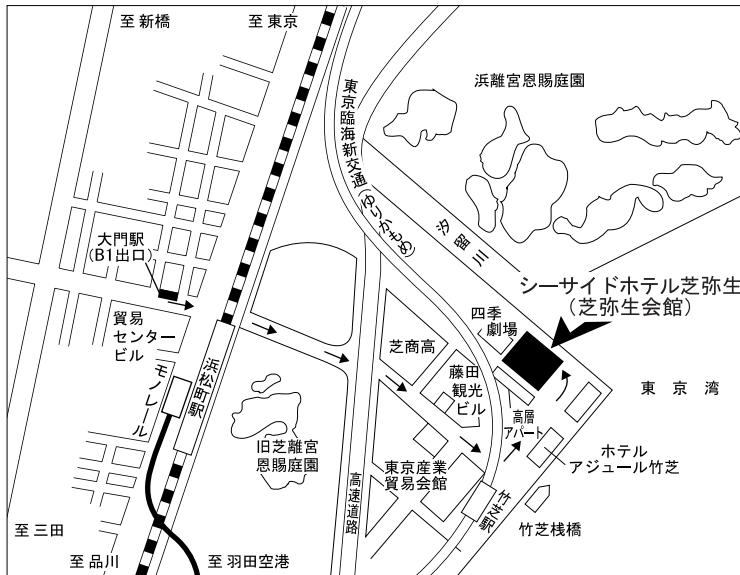 至 新橋
至 東京
浜離宮恩賜庭園
東京臨海新交通(ゆりかもめ)
汐留川
大門駅
(B1出口)
シーサイドホテル芝弥生
(芝弥生会館)
四季
劇場
貿易
センター
ビル
芝商高
藤田
観光
ビル
モノレール
浜松町駅
東 京 湾
高層
アパート
旧芝離宮
恩賜庭園
ホテル
アジュール竹芝
東京産業
貿易会館
高速道路
竹芝駅
竹芝桟橋
至 三田
至 品川
至 羽田空港